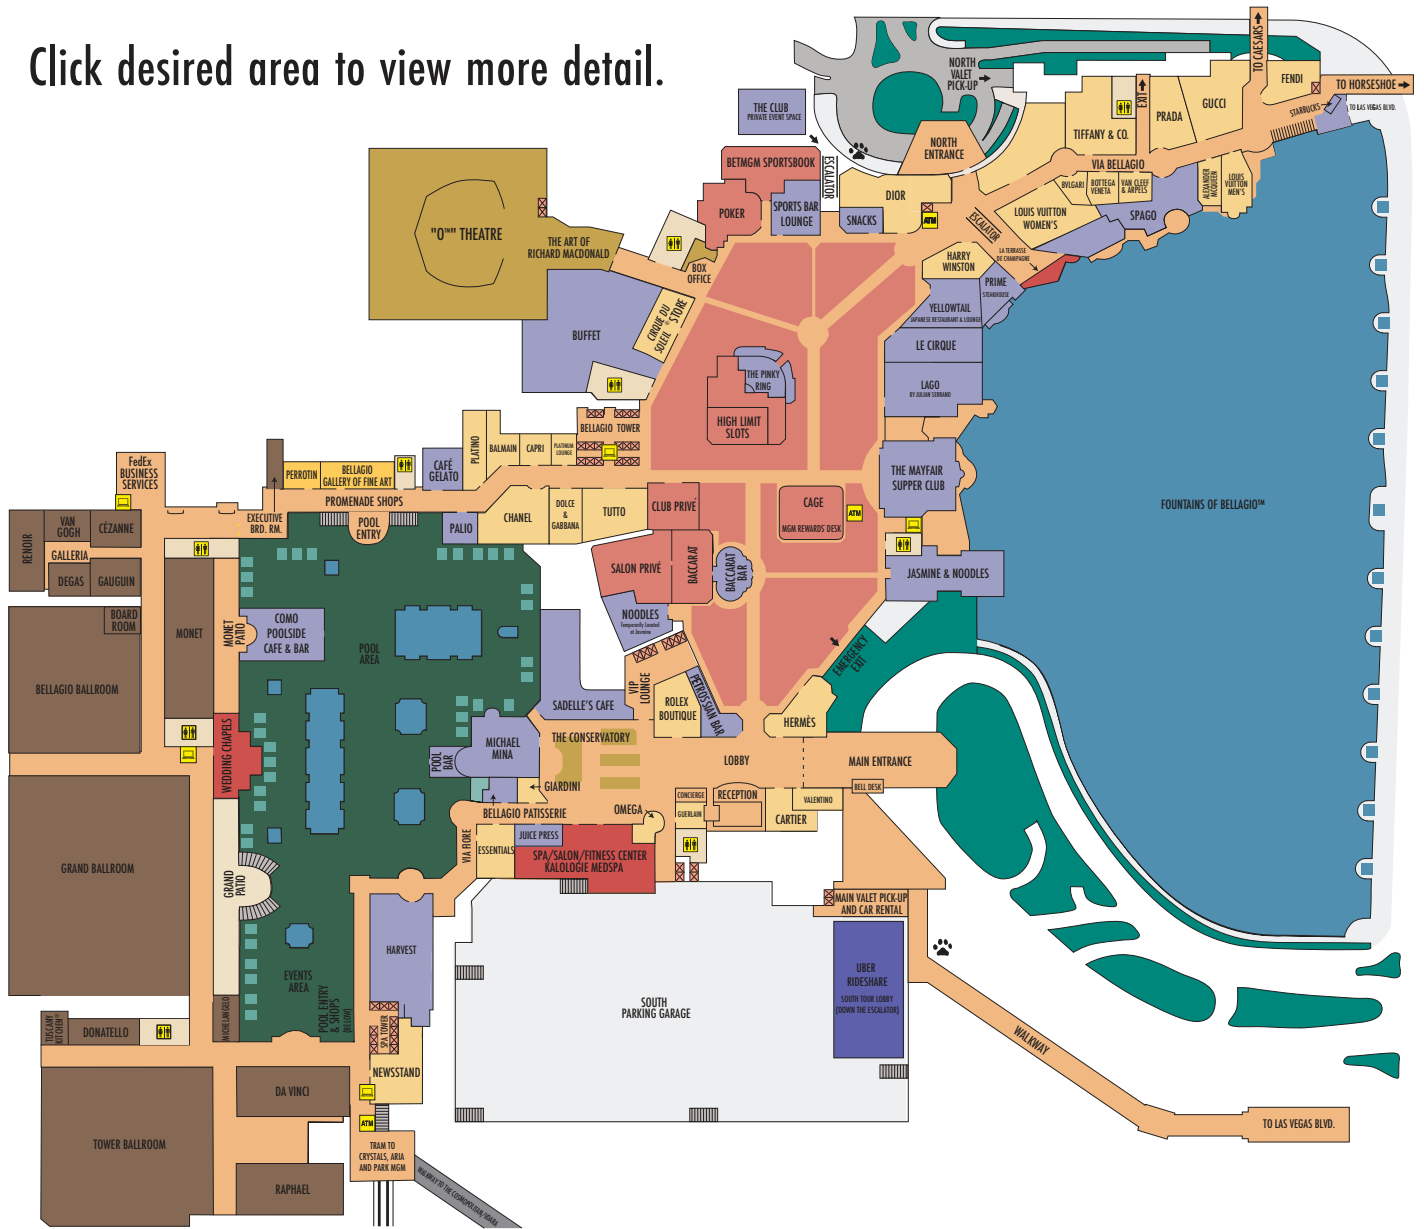 Click desired area to view more detail.
TO CAESARS
NORTH
VALET
PICK-UP
FENDI
TO HORSESHOE
STARBUCKS
TO LAS VEGAS BLVD.
EXIT
PRADA
GUCCI
TIFFANY & CO.
THE CLUB
PRIVATE EVENT SPACE
NORTH
ENTRANCE
VIA BELLAGIO
ESCALATOR
BETMGM SPORTSBOOK
DIOR
BVLGARI
BOTTEGA
VENETA
VAN CLEEF
& ARPELS
ALEXANDER
MCQUEEN
LOUIS
VUITTON
MEN'S
POKER
SPORTS BAR
LOUNGE
SNACKS
ATM
ESCALATOR
LOUIS VUITTON
WOMEN'S
SPAGO
"O™" THEATRE
THE ART OF
RICHARD MACDONALD
BOX
OFFICE
LA TERRASSE
DE CHAMPAGNE
HARRY
WINSTON
PRIME
STEAKHOUSE
CIRQUE DU
SOLEIL®
STORE
BUFFET
YELLOWTAIL
JAPANESE RESTAURANT & LOUNGE
LE CIRQUE
THE PINKY
RING
LAGO
BY JULIAN SERRANO
HIGH LIMIT
SLOTS
BELLAGIO TOWER
PLATINO
BALMAIN
CAPRI
PLATINUM
LOUNGE
FedEx
BUSINESS
SERVICES
PERROTIN
BELLAGIO
GALLERY OF FINE ART
CAFÉ
GELATO
THE MAYFAIR
SUPPER CLUB
FOUNTAINS OF BELLAGIO™
EXECUTIVE
BRD. RM.
PROMENADE SHOPS
POOL
ENTRY
PALIO
CHANEL
DOLCE
&
GABBANA
TUTTO
CLUB PRIVÉ
CAGE
MGM REWARDS DESK
ATM
RENOIR
VAN
GOGH
CÉZANNE
GALLERIA
DEGAS
GAUGUIN
SALON PRIVÉ
BACCARAT
BACCARAT
BAR
JASMINE & NOODLES
BOARD
ROOM
MONET
MONET
PATIO
COMO
POOLSIDE
CAFE & BAR
NOODLES
Temporarily Located
at Jasmine
POOL
AREA
EMERGENCY
EXIT
BELLAGIO BALLROOM
VIP
LOUNGE
SADELLE'S CAFE
ROLEX
BOUTIQUE
PETROSSIAN BAR
HERMÈS
WEDDING CHAPELS
POOL
BAR
MICHAEL
MINA
THE CONSERVATORY
LOBBY
MAIN ENTRANCE
GIARDINI
BELL DESK
CONCIERGE
RECEPTION
VALENTINO
BELLAGIO PATISSERIE
OMEGA
GUERLAIN
CARTIER
VIA FIORE
ESSENTIALS
JUICE PRESS
SPA/SALON/FITNESS CENTER
KALOLOGIE MEDSPA
GRAND BALLROOM
GRAND
PATIO
MAIN VALET PICK-UP
AND CAR RENTAL
HARVEST
EVENTS
AREA
POOL ENTRY
& SHOPS
(BELOW)
UBER
RIDESHARE
SOUTH TOUR LOBBY
(DOWN THE ESCALATOR)
SOUTH
PARKING GARAGE
TUSCANY
KITCHEN®
DONATELLO
MICHELANGELO
SPA TOWER
WALKWAY
NEWSSTAND
DA VINCI
ATM
TO LAS VEGAS BLVD.
TOWER BALLROOM
TRAM TO
CRYSTALS, ARIA
AND PARK MGM
WALKWAY TO THE COSMOPOLITAN/VDARA
RAPHAEL